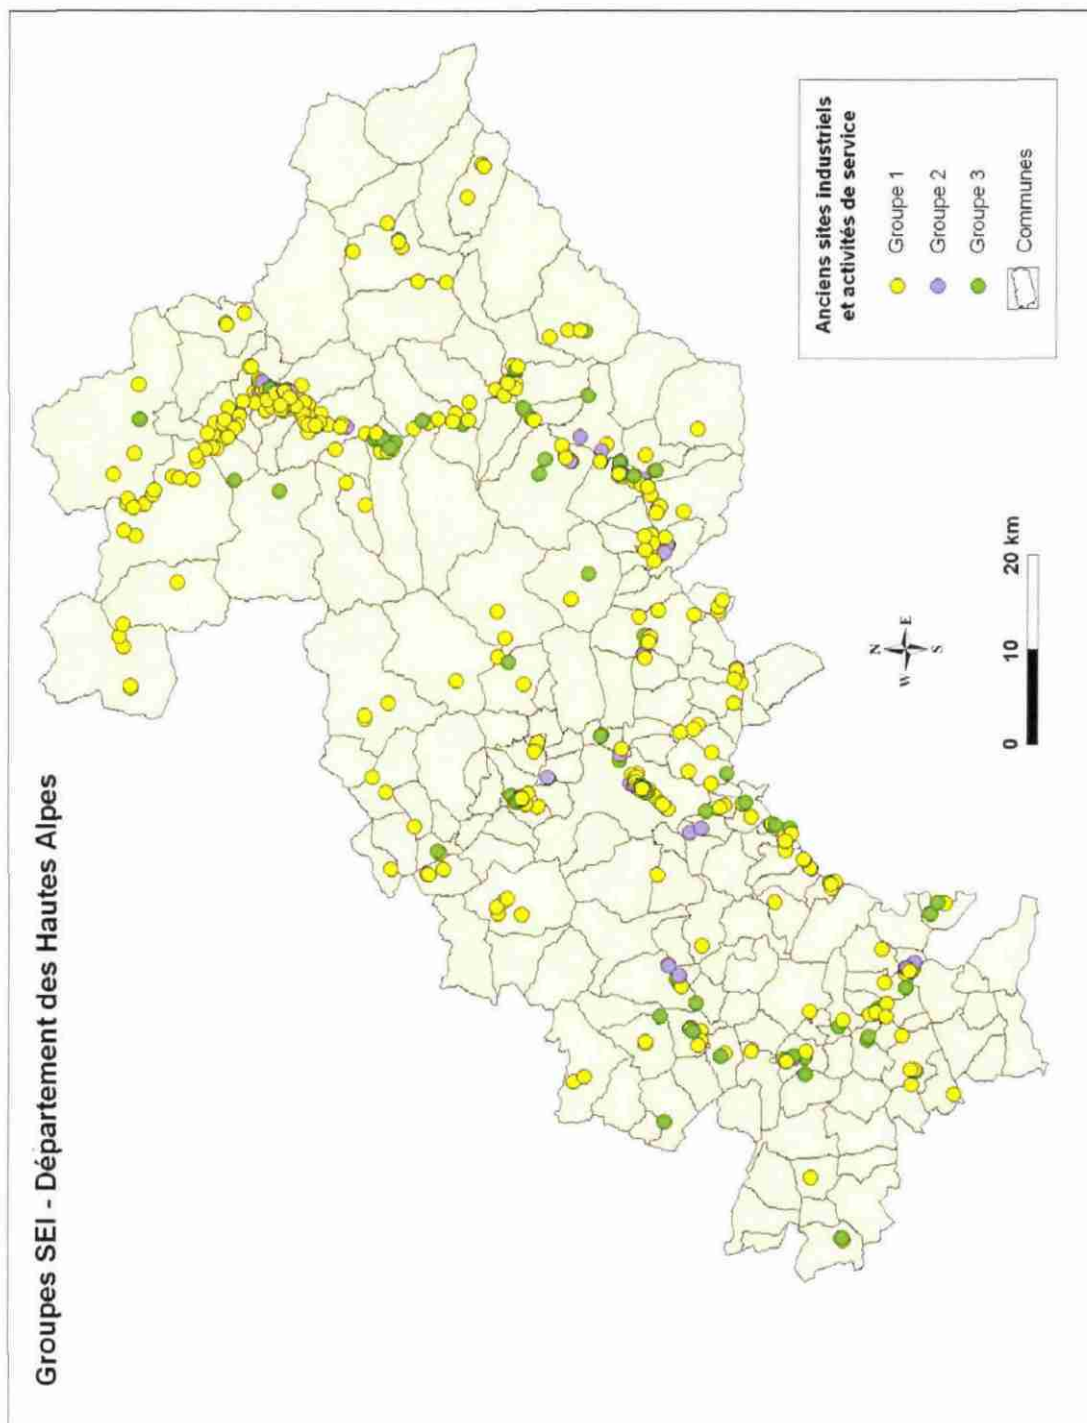 Groupes SEI - Département des Hautes Alpes
Anciens sites industriels
et activités de service
Groupe 1
Groupe 2
Groupe 3
Communes
N
W
E
S
0
10
20 km